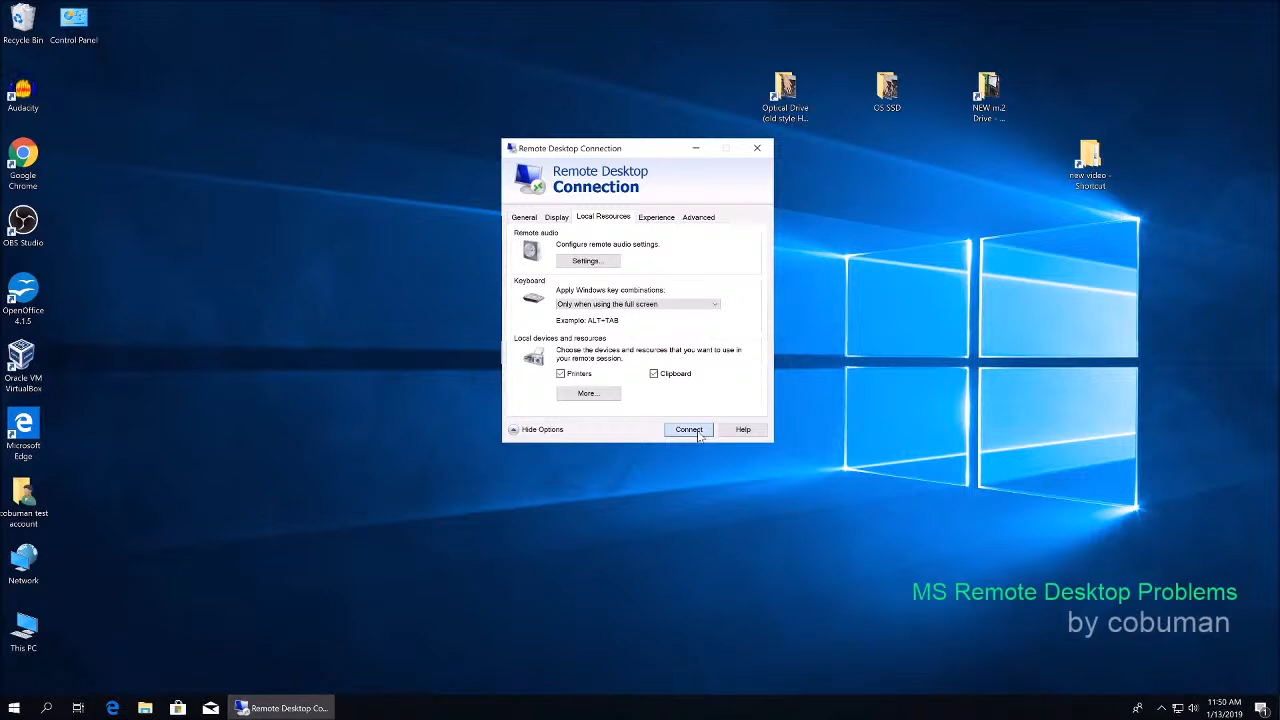 Recycle Bin
Control Panel
Audacity
Google
Chrome
OBS Studio
OpenOffice
4.1.5
Oracle VM
VirtualBox
Microsoft
Edge
cobuman test
account
Network
This PC
Optical Drive
(old style H...
OS SSD
NEW m.2
Drive - ...
new video -
Shortcut
Remote Desktop Connection
Remote Desktop
Connection
General Display Local Resources Experience Advanced
Remote audio
Configure remote audio settings.
Settings...
Keyboard
Apply Windows key combinations:
Only when using the full screen
Example: ALT+TAB
Local devices and resources
Choose the devices and resources that you want to use in
your remote session.
Printers Clipboard
More...
Hide Options Connect Help
MS Remote Desktop Problems
by cobuman
Remote Desktop Co...
11:50 AM
1/13/2019
1